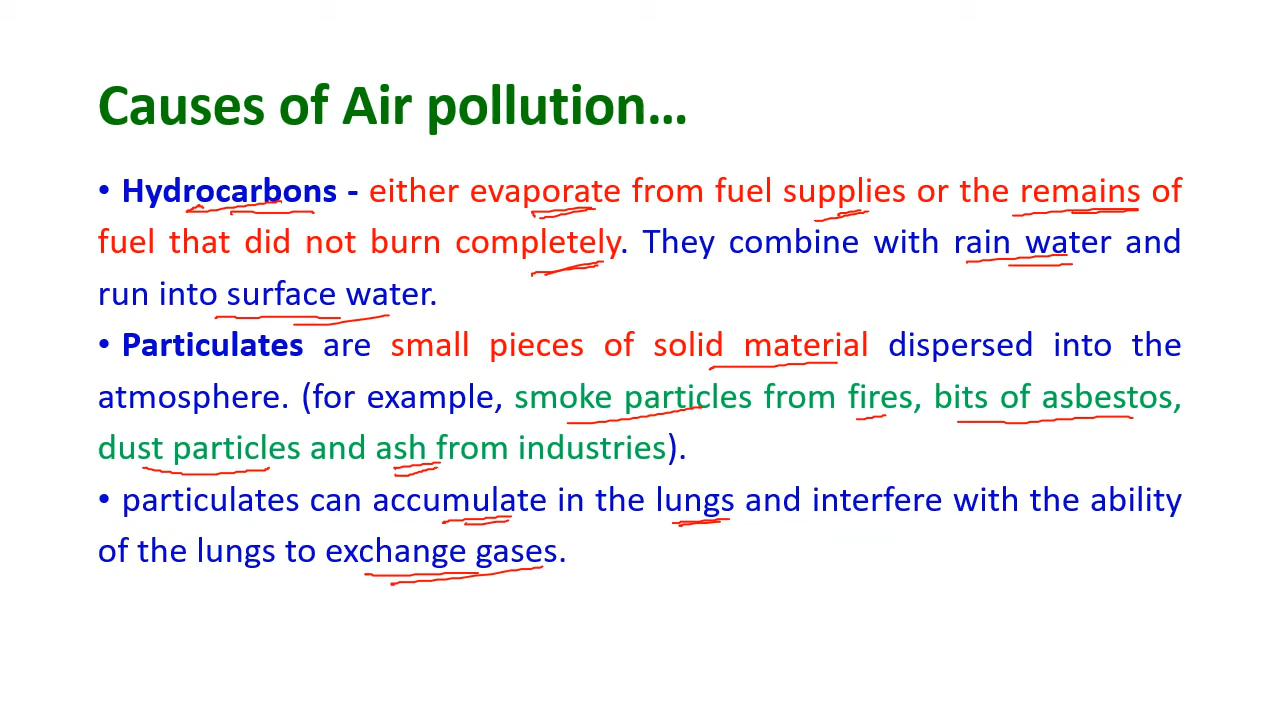 Causes of Air pollution…
• Hydrocarbons - either evaporate from fuel supplies or the remains of
fuel that did not burn completely. They combine with rain water and
run into surface water.
• Particulates are small pieces of solid material dispersed into the
atmosphere. (for example, smoke particles from fires, bits of asbestos,
dust particles and ash from industries).
• particulates can accumulate in the lungs and interfere with the ability
of the lungs to exchange gases.